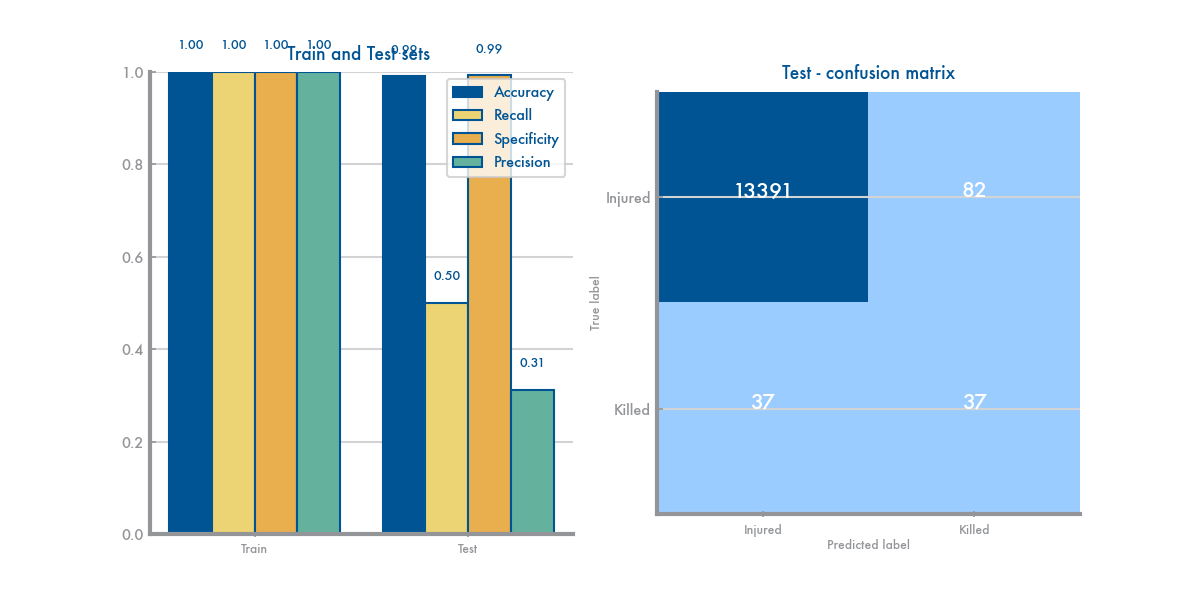 Train and Test sets
1.00 1.00 1.00 1.00 0.99 0.99
0.50
0.31
1.0
0.8
0.6
0.4
0.2
0.0
Accuracy
Recall
Specificity
Precision
Train Test
Test - confusion matrix
True label
Injured 13391 82
Killed 37 37
Injured Killed
Predicted label